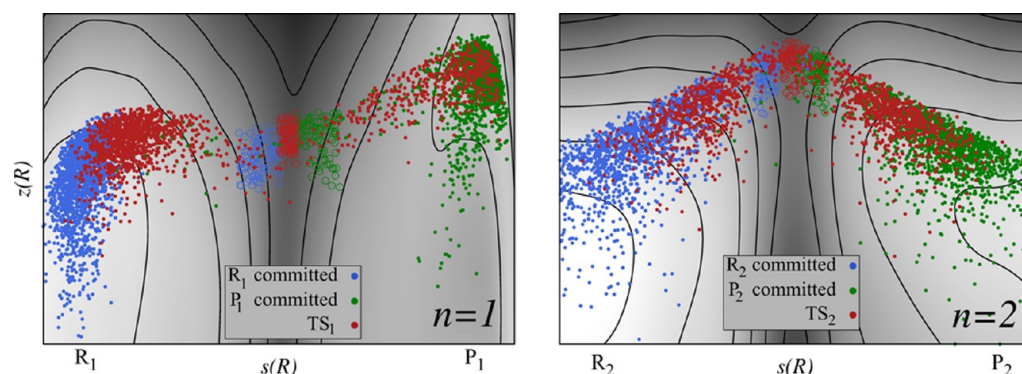 z(R)
R1 committed
P1 committed
TS1
n=1
R1
s(R)
P1
R2 committed
P2 committed
TS2
n=2
R2
s(R)
P2